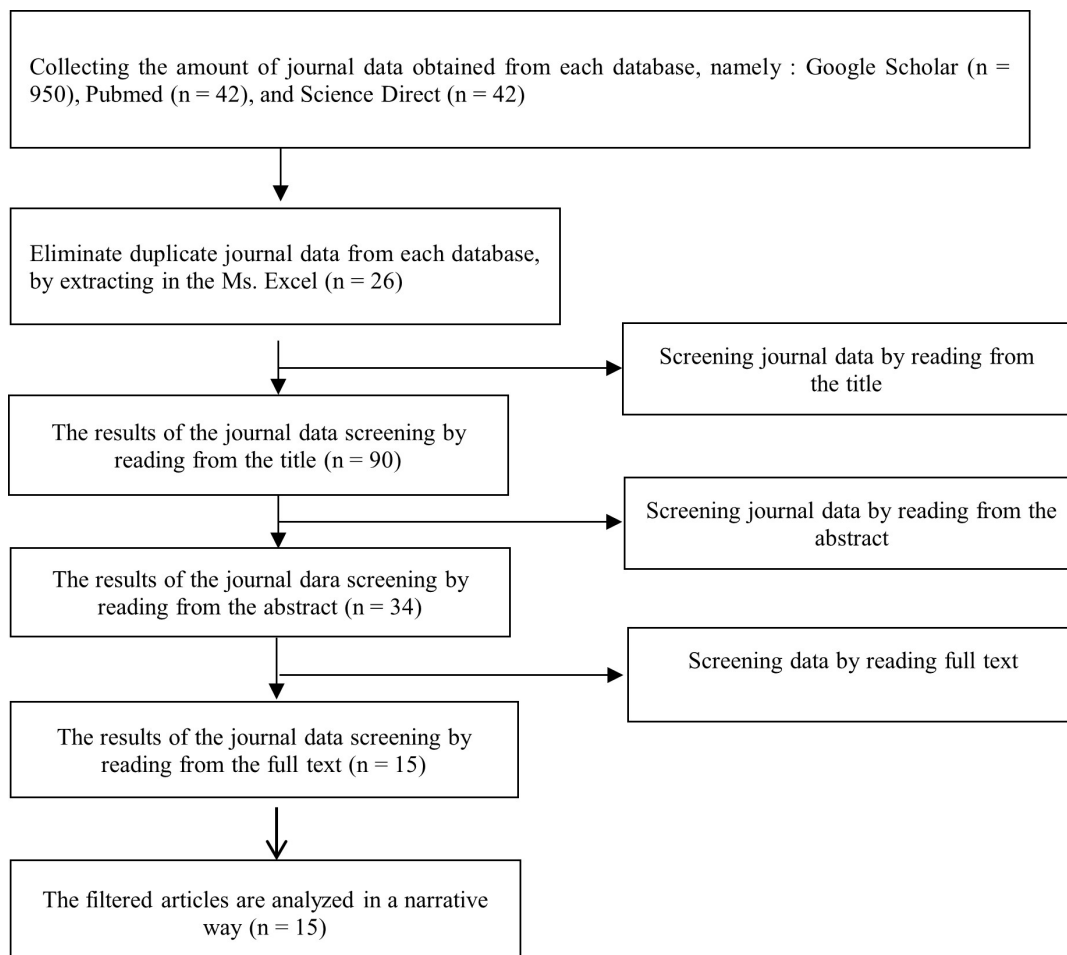 Collecting the amount of journal data obtained from each database, namely : Google Scholar (n =
950), Pubmed (n = 42), and Science Direct (n = 42)
Eliminate duplicate journal data from each database,
by extracting in the Ms. Excel (n = 26)
Screening journal data by reading from
the title
The results of the journal data screening by
reading from the title (n = 90)
Screening journal data by reading from the
abstract
The results of the journal dara screening by
reading from the abstract (n = 34)
Screening data by reading full text
The results of the journal data screening by
reading from the full text (n = 15)
The filtered articles are analyzed in a narrative
way (n = 15)